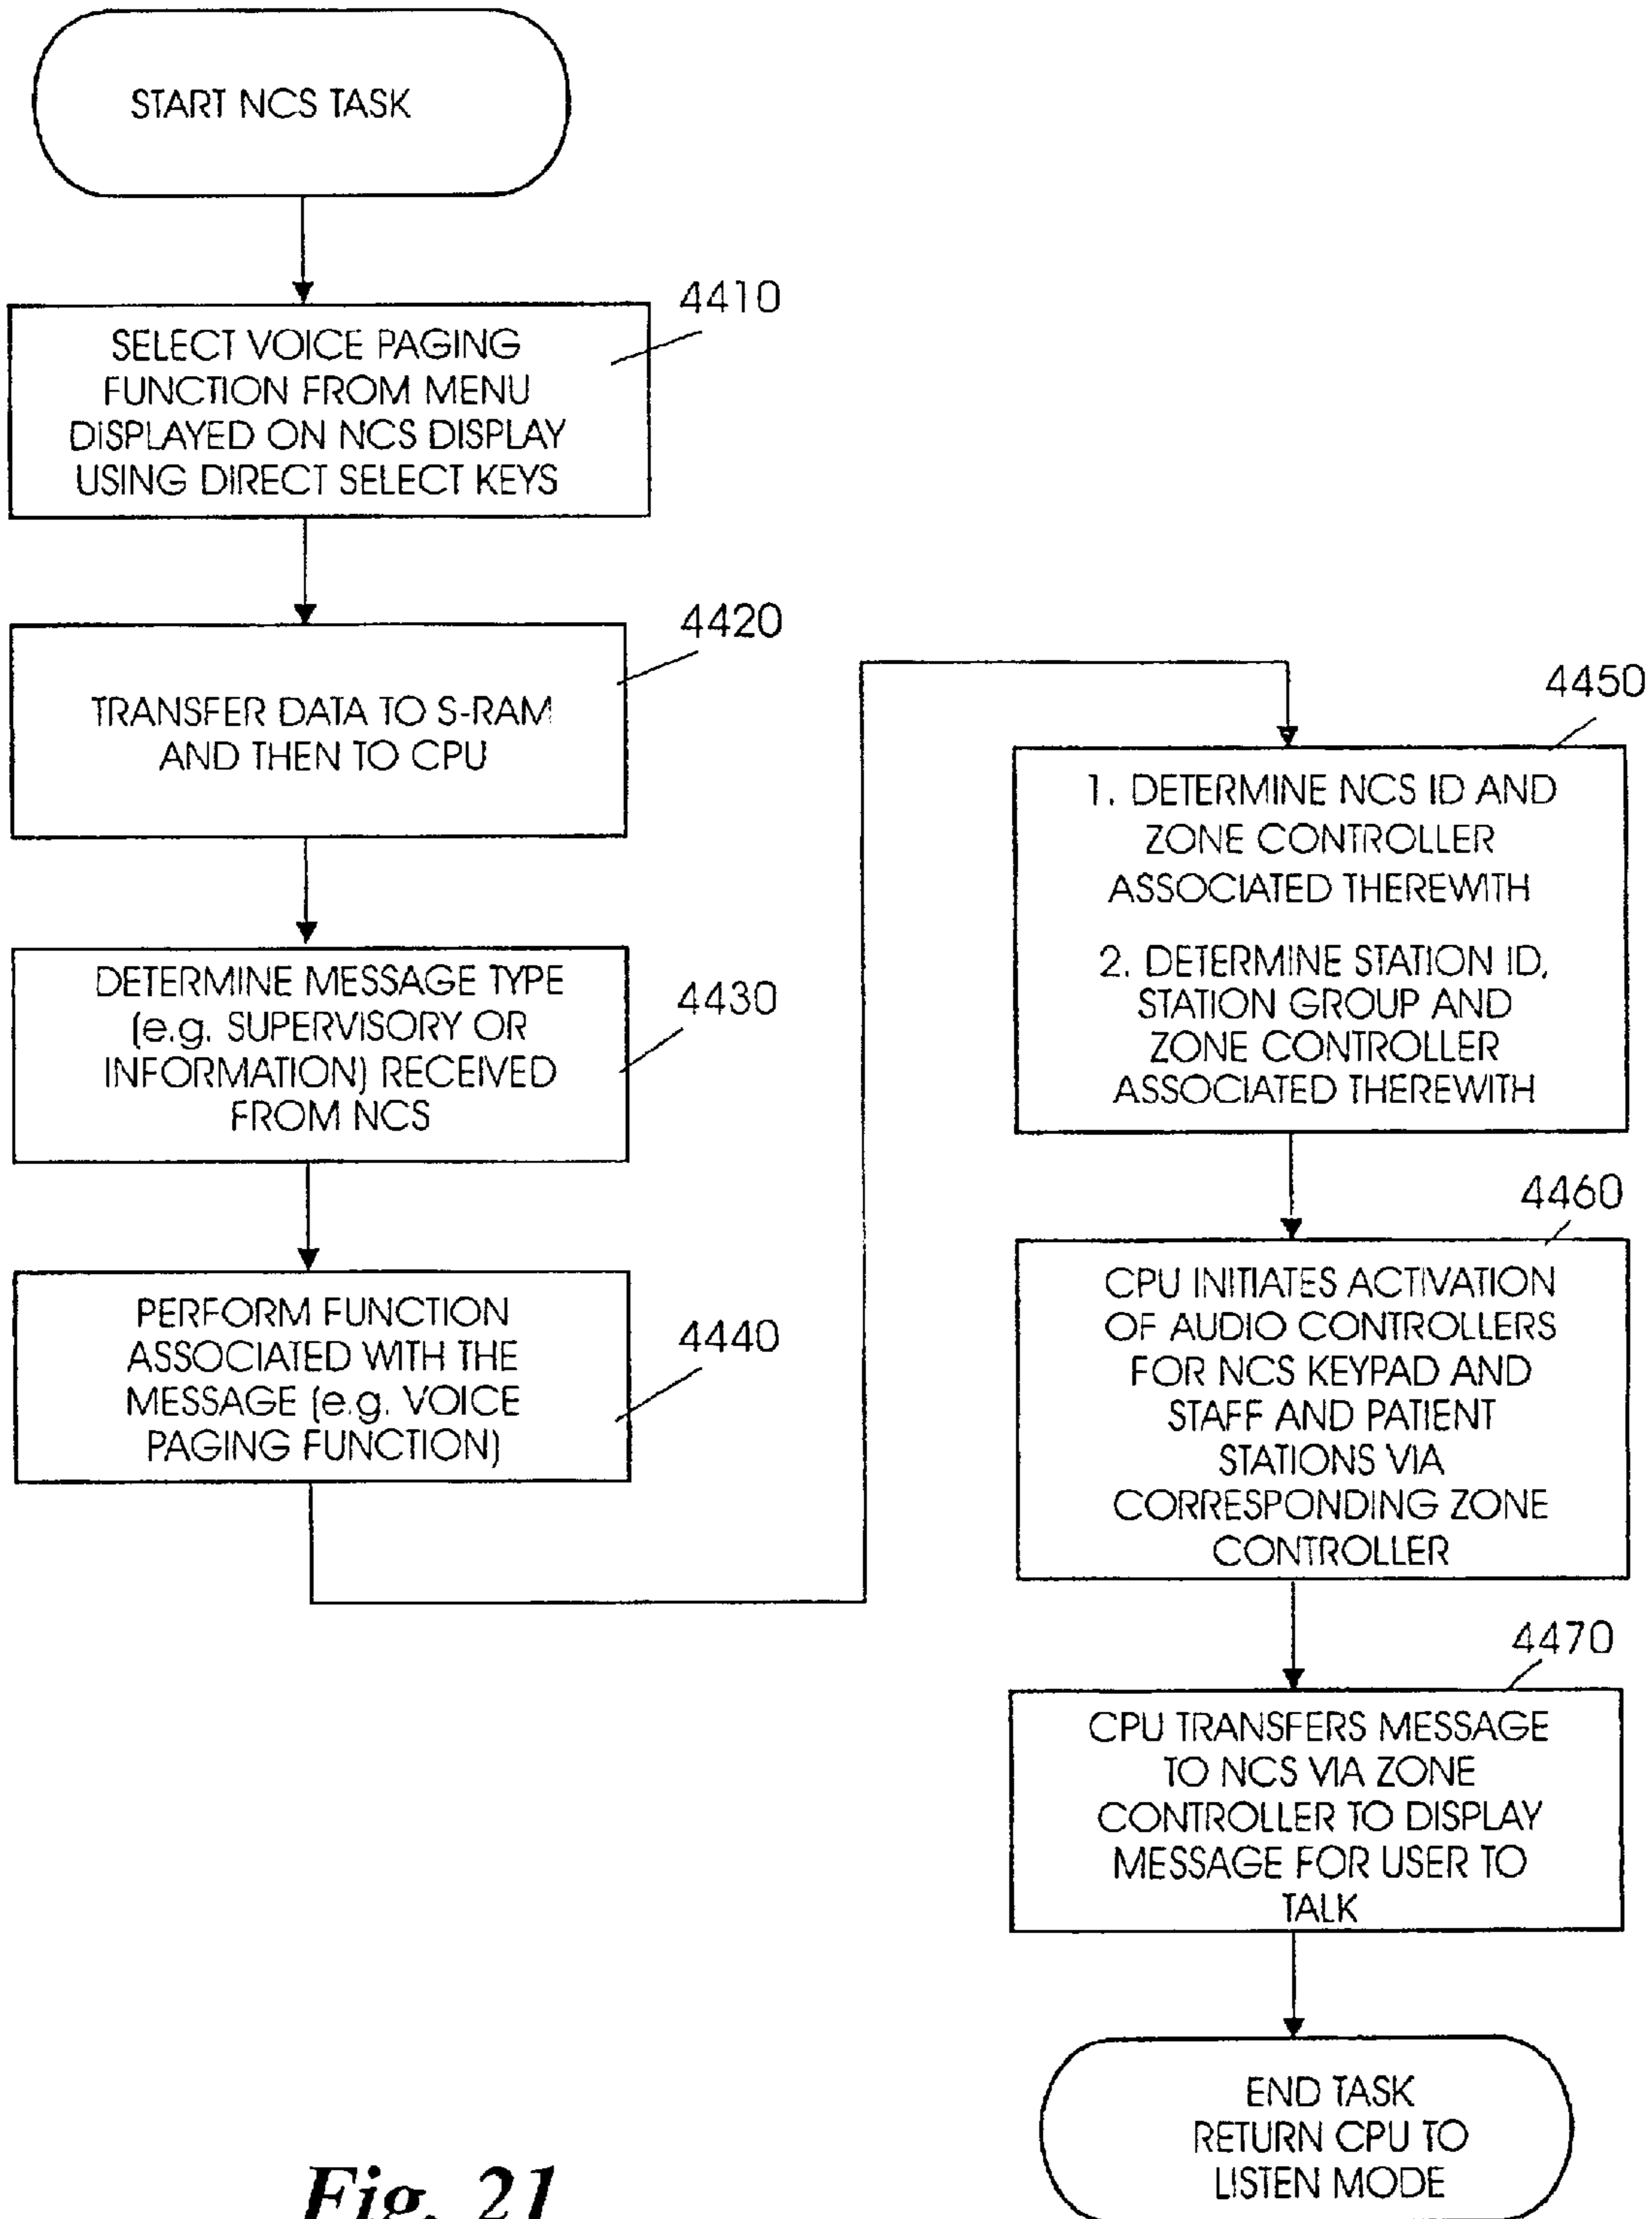 START NCS TASK
4410
SELECT VOICE PAGING
FUNCTION FROM MENU
DISPLAYED ON NCS DISPLAY
USING DIRECT SELECT KEYS
4420
TRANSFER DATA TO S-RAM
AND THEN TO CPU
4430
DETERMINE MESSAGE TYPE
(e.g. SUPERVISORY OR
INFORMATION) RECEIVED
FROM NCS
4440
PERFORM FUNCTION
ASSOCIATED WITH THE
MESSAGE (e.g. VOICE
PAGING FUNCTION)
4450
1. DETERMINE NCS ID AND
ZONE CONTROLLER
ASSOCIATED THEREWITH
2. DETERMINE STATION ID,
STATION GROUP AND
ZONE CONTROLLER
ASSOCIATED THEREWITH
4460
CPU INITIATES ACTIVATION
OF AUDIO CONTROLLERS
FOR NCS KEYPAD AND
STAFF AND PATIENT
STATIONS VIA
CORRESPONDING ZONE
CONTROLLER
4470
CPU TRANSFERS MESSAGE
TO NCS VIA ZONE
CONTROLLER TO DISPLAY
MESSAGE FOR USER TO
TALK
END TASK
RETURN CPU TO
LISTEN MODE
Fig. 21